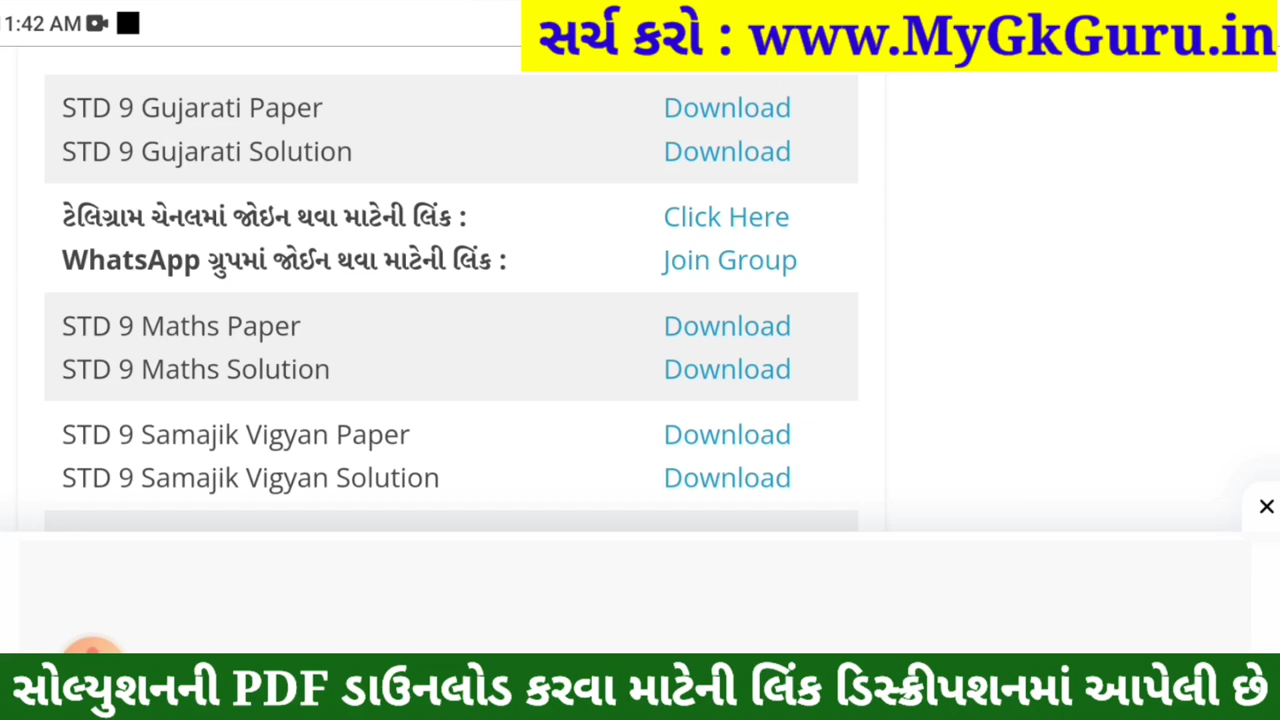 11:42 AM
સર્ચ કરો : www.MyGkGuru.in
STD 9 Gujarati Paper Download
STD 9 Gujarati Solution Download
ટેલિગ્રામ ચેનલમાં જોઇન થવા માટેની લિંક : Click Here
WhatsApp ગ્રુપમાં જોઈન થવા માટેની લિંક : Join Group
STD 9 Maths Paper Download
STD 9 Maths Solution Download
STD 9 Samajik Vigyan Paper Download
STD 9 Samajik Vigyan Solution Download
સોલ્યુશનની PDF ડાઉનલોડ કરવા માટેની લિંક ડિસ્ક્રીપશનમાં આપેલી છે